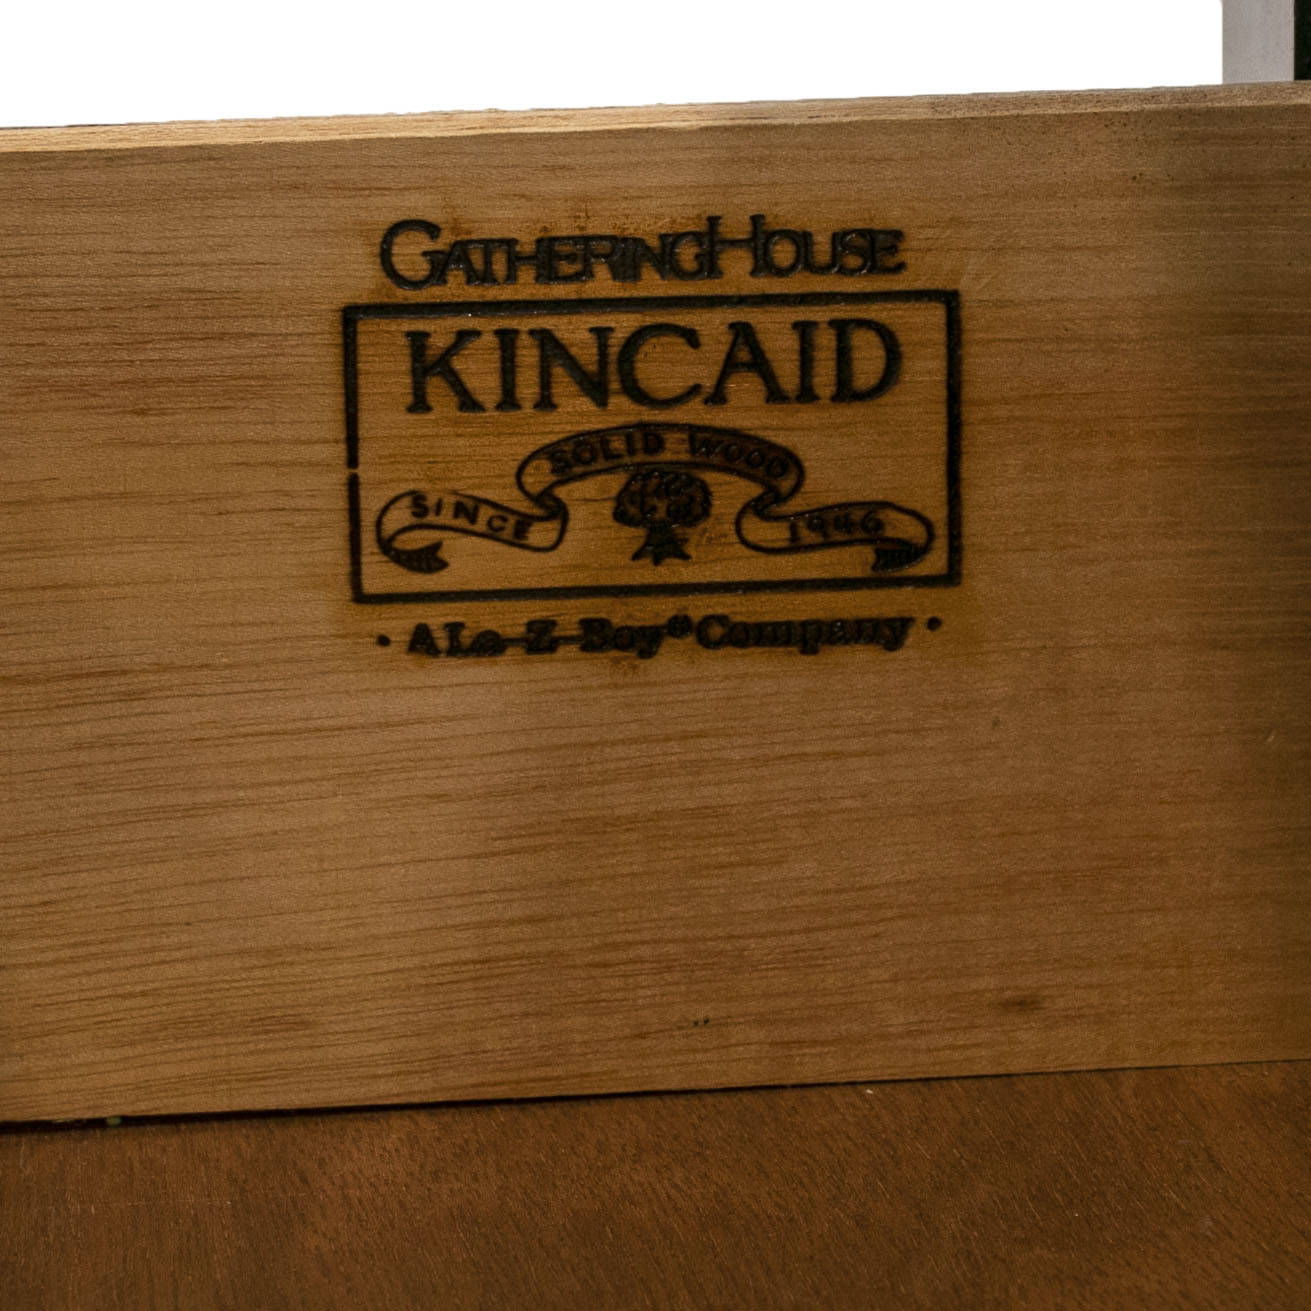 GATHERINGHOUSE
KINCAID
SOLID WOOD
SINCE 1946
· A La-Z-Boy® Company ·